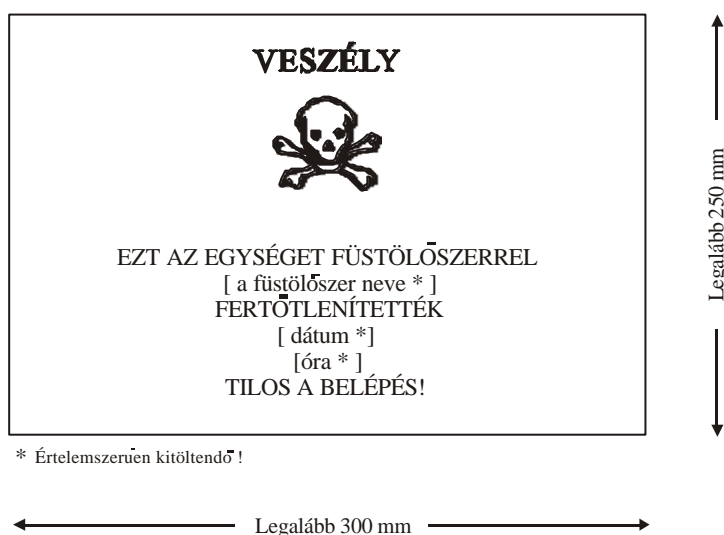 VESZÉLY
EZT AZ EGYSÉGET FÜSTÖLŐSZERREL
[ a füstölőszer neve * ]
FERTŐTLENÍTETTÉK
[ dátum *]
[óra * ]
TILOS A BELÉPÉS!
* Értelemszerűen kitöltendő !
Legalább 300 mm
Legalább 250 mm